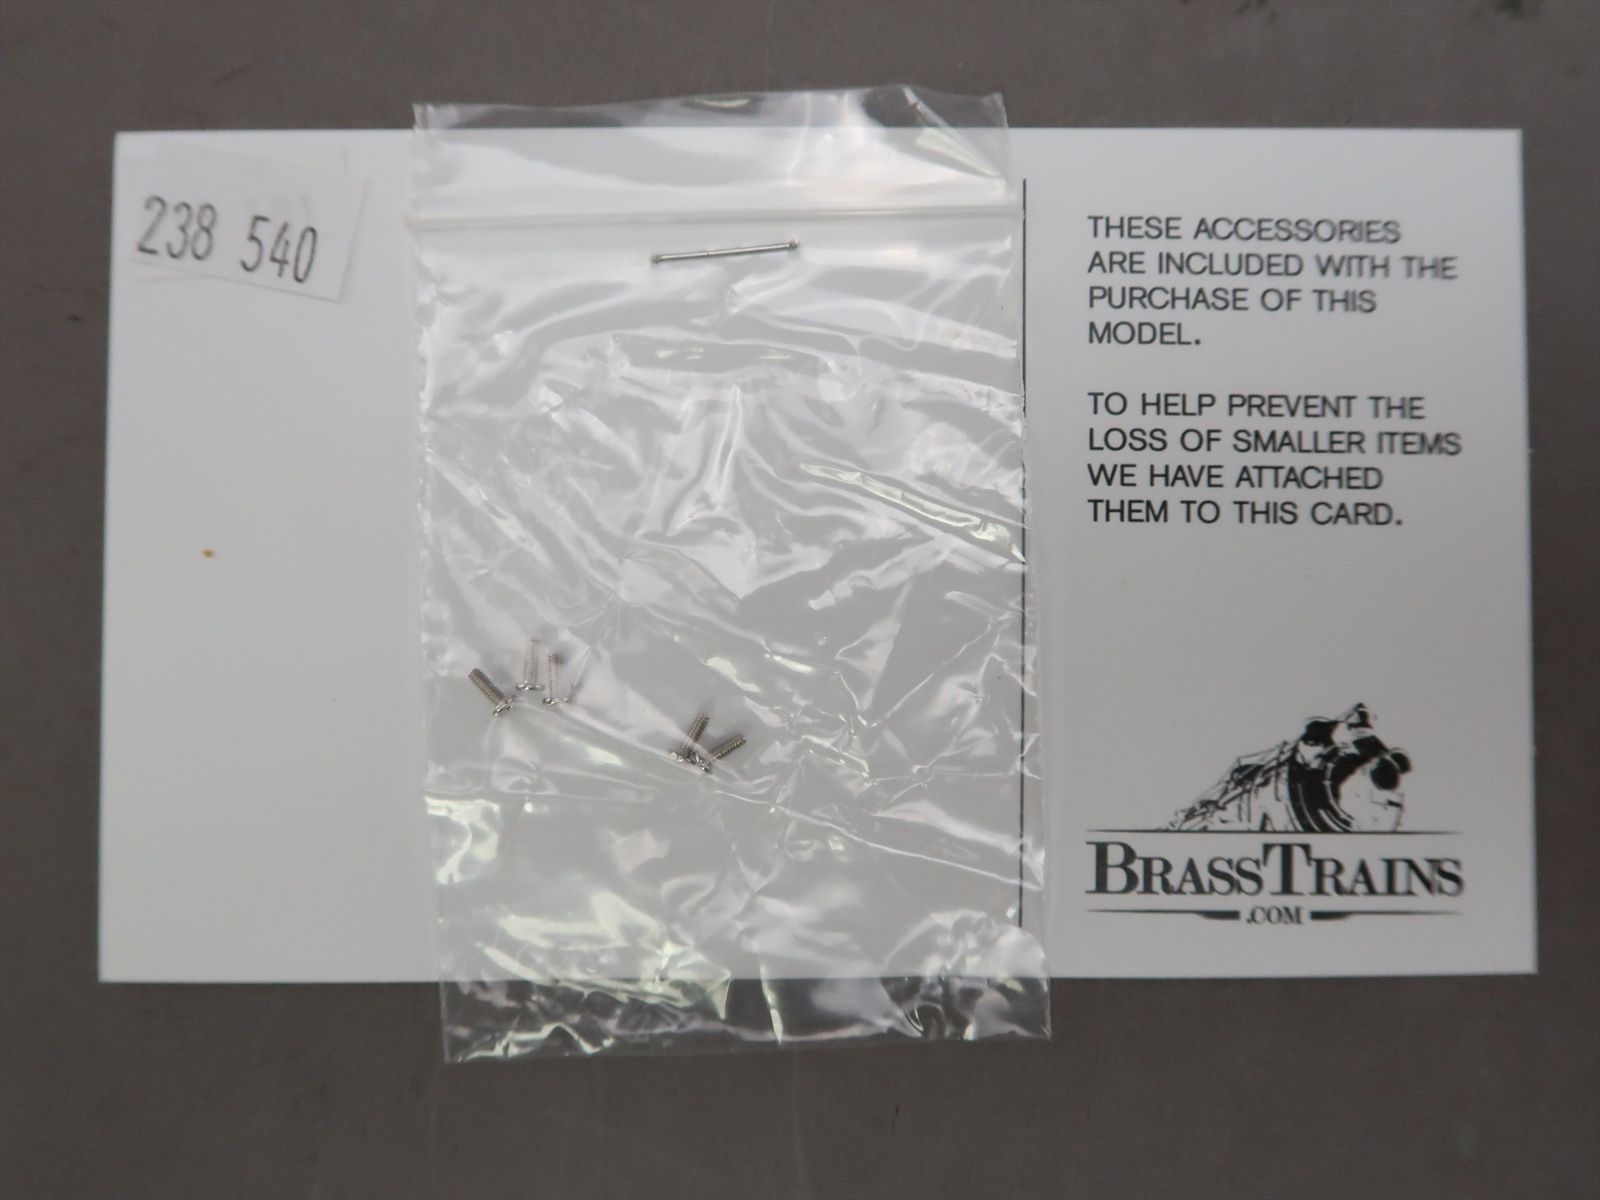 238 540
THESE ACCESSORIES
ARE INCLUDED WITH THE
PURCHASE OF THIS
MODEL.
TO HELP PREVENT THE
LOSS OF SMALLER ITEMS
WE HAVE ATTACHED
THEM TO THIS CARD.
BRASSTRAINS
.COM